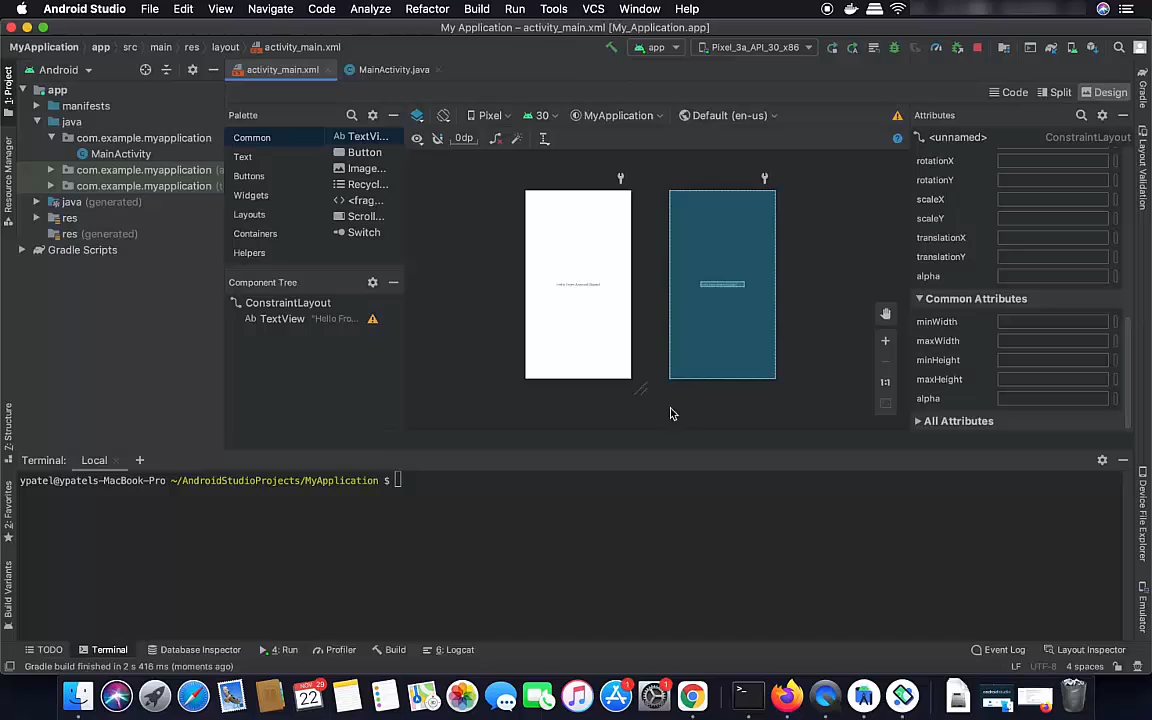 Android Studio File Edit View Navigate Code Analyze Refactor Build Run Tools VCS Window Help
My Application – activity_main.xml [My_Application.app]
MyApplication app src main res layout activity_main.xml app Pixel_3a_API_30_x86
Android activity_main.xml MainActivity.java
1: Project
Resource Manager
Z: Structure
2: Favorites
Build Variants
app
manifests
java
com.example.myapplication
MainActivity
com.example.myapplication (a
com.example.myapplication (t
java (generated)
res
res (generated)
Gradle Scripts
Code Split Design
Palette
Common
Text
Buttons
Widgets
Layouts
Containers
Helpers
Ab TextVi...
Button
Image...
Recycl...
<> <frag...
Scroll...
Switch
Component Tree
ConstraintLayout
Ab TextView "Hello Fro...
Pixel 30 MyApplication Default (en-us)
0dp
1:1
Attributes
<unnamed> ConstraintLayout
rotationX
rotationY
scaleX
scaleY
translationX
translationY
alpha
Common Attributes
minWidth
maxWidth
minHeight
maxHeight
alpha
All Attributes
Gradle
Layout Validation
Device File Explorer
Emulator
Terminal: Local +
ypatel@ypatels-MacBook-Pro ~/AndroidStudioProjects/MyApplication $
TODO Terminal Database Inspector 4: Run Profiler Build 6: Logcat Event Log Layout Inspector
Gradle build finished in 2 s 416 ms (moments ago) LF UTF-8 4 spaces
NOV 22 29
1 1